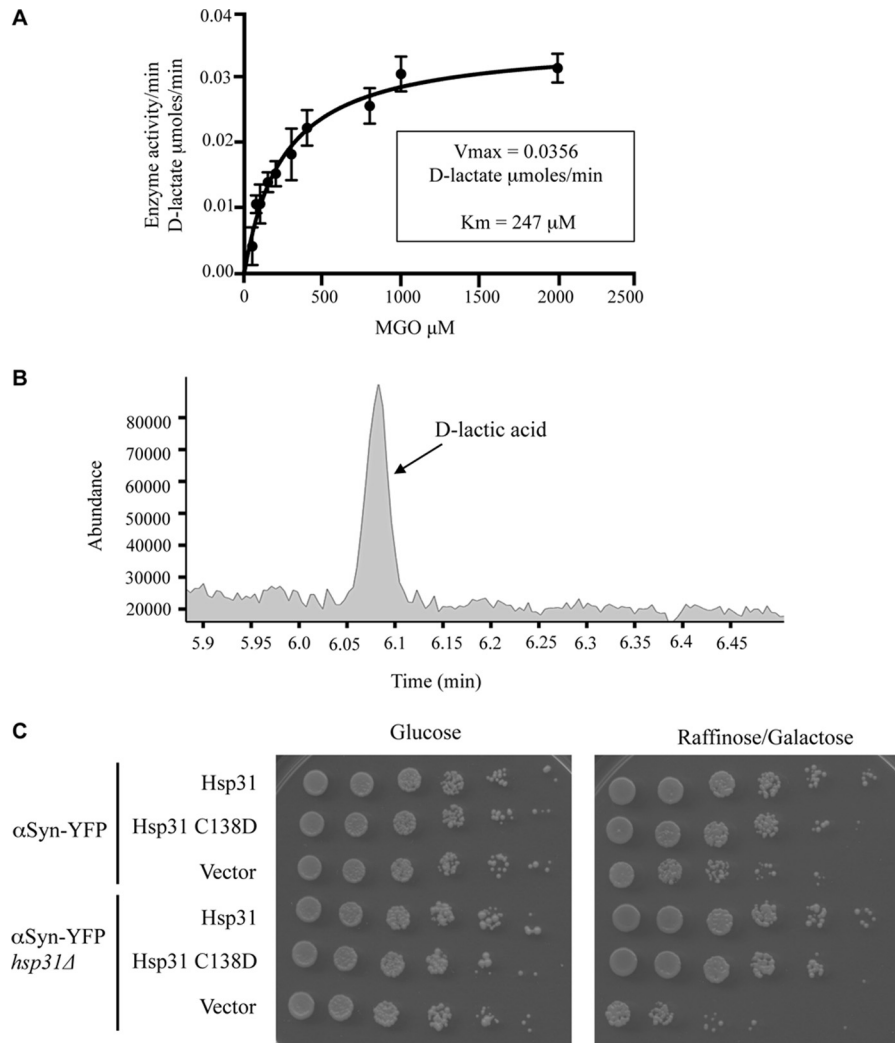 A
Enzyme activity/min
D-lactate μmoles/min
0.04
0.03
0.02
0.01
0.00
Vmax = 0.0356
D-lactate μmoles/min
Km = 247 μM
0 500 1000 1500 2000 2500
MGO μM
B
Abundance
80000
70000
60000
50000
40000
30000
20000
D-lactic acid
5.9 5.95 6.0 6.05 6.1 6.15 6.2 6.25 6.3 6.35 6.4 6.45
Time (min)
C
Glucose Raffinose/Galactose
αSyn-YFP
Hsp31
Hsp31 C138D
Vector
αSyn-YFP
hsp31Δ
Hsp31
Hsp31 C138D
Vector